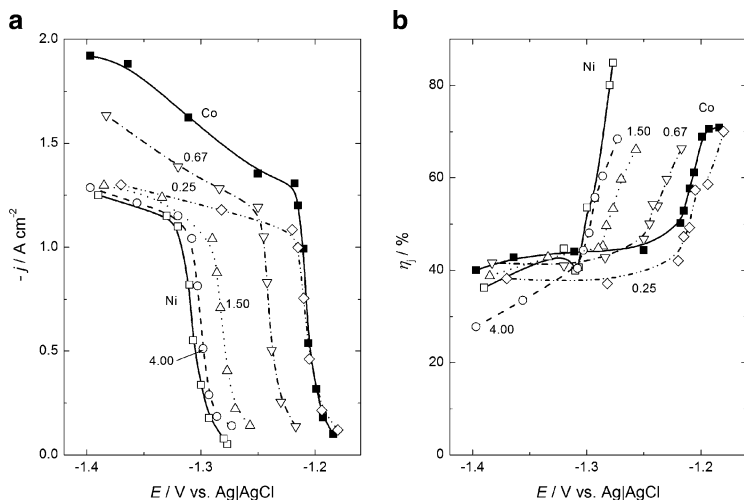 a
b
2.0
1.5
1.0
0.5
0.0
- j / A cm-2
Co
0.67
0.25
Ni
1.50
4.00
-1.4
-1.3
-1.2
E / V vs. Ag|AgCl
80
60
40
20
0
ηj / %
Ni
1.50
0.67
Co
0.25
4.00
-1.4
-1.3
-1.2
E / V vs. Ag|AgCl